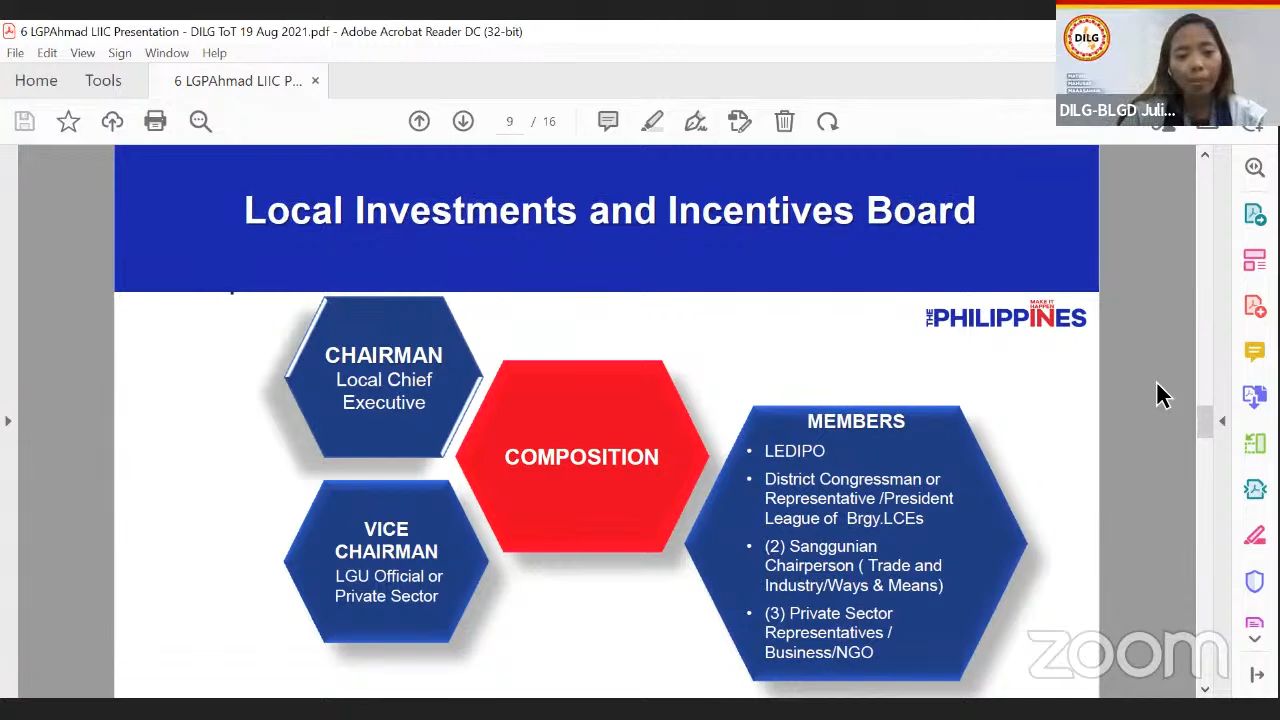 6 LGPAhmad LIIC Presentation - DILG ToT 19 Aug 2021.pdf - Adobe Acrobat Reader DC (32-bit)
File Edit View Sign Window Help
Home Tools 6 LGPAhmad LIIC P... ×
9 / 16
DILG
DILG-BLGD Juli...
Local Investments and Incentives Board
MAKE IT
HAPPEN
IN
THE PHILIPPINES
CHAIRMAN
Local Chief
Executive
COMPOSITION
VICE
CHAIRMAN
LGU Official or
Private Sector
MEMBERS
• LEDIPO
• District Congressman or
Representative /President
League of Brgy.LCEs
• (2) Sanggunian
Chairperson ( Trade and
Industry/Ways & Means)
• (3) Private Sector
Representatives /
Business/NGO
zoom